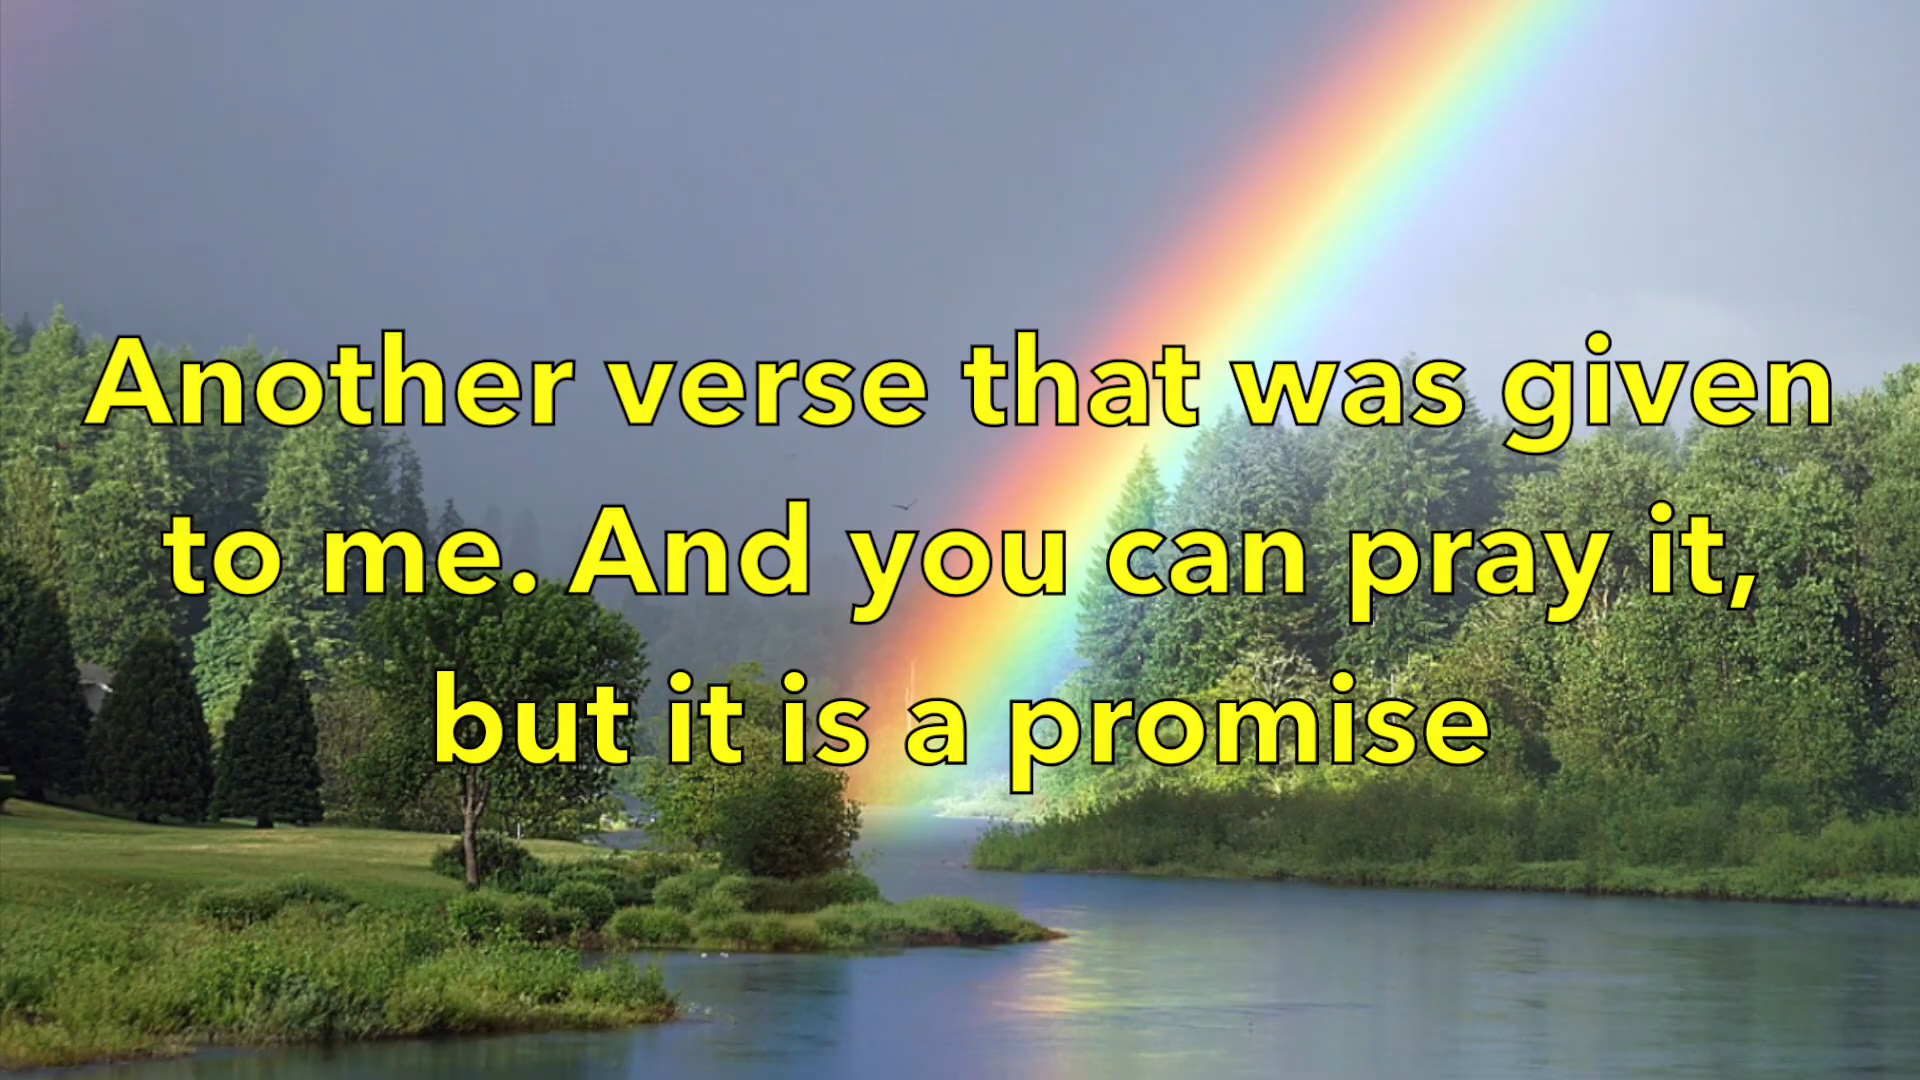 Another verse that was given
to me. And you can pray it,
but it is a promise